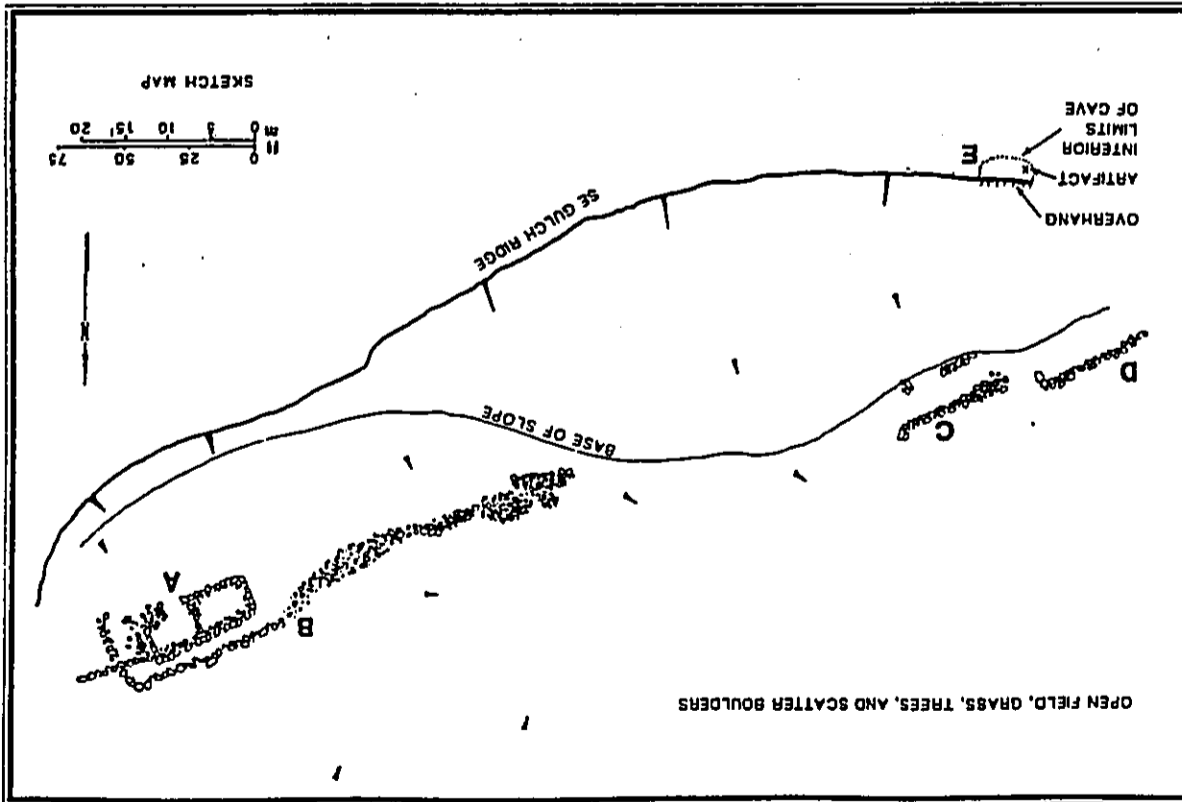 OPEN FIELD, GRASS, TREES, AND SCATTER BOULDERS
B
A
D
C
BASE OF SLOPE
N
SE GULCH RIDGE
OVERHANG
ARTIFACT
x
E
INTERIOR
LIMITS
OF CAVE
ft 0 25 50 75
m 0 5 10 15' 20
SKETCH MAP